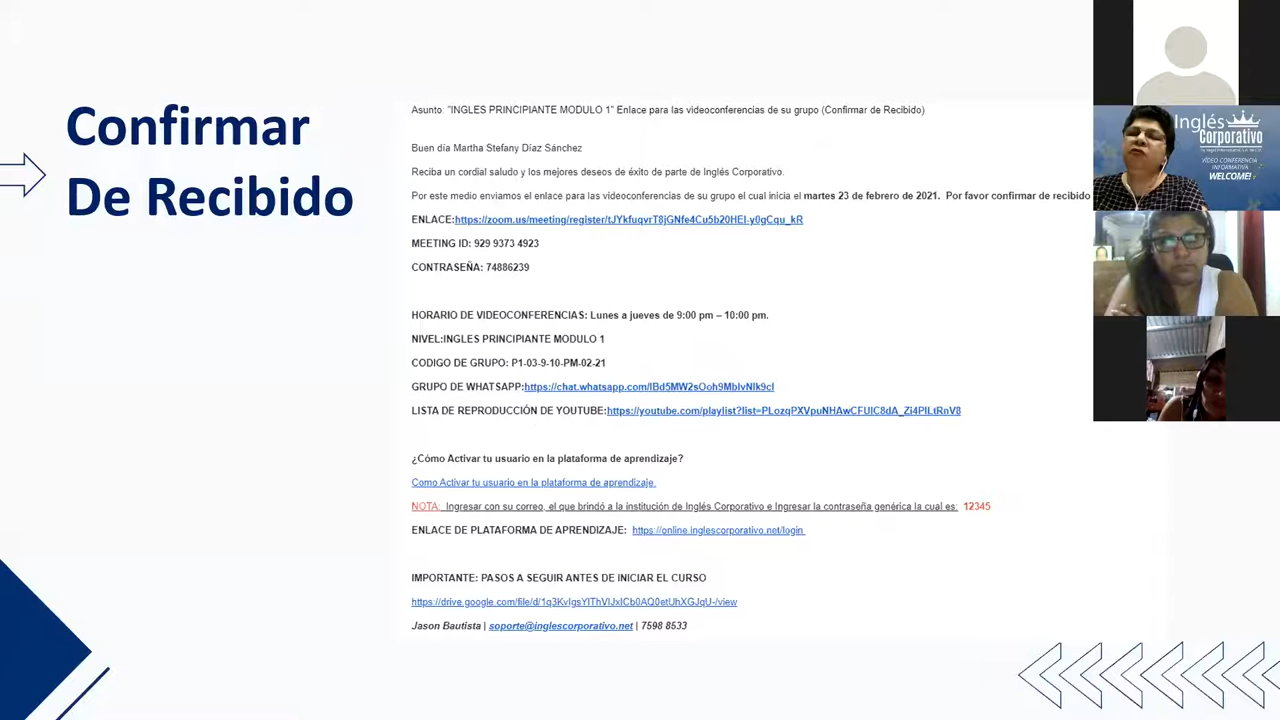 Confirmar
De Recibido
Asunto: "INGLES PRINCIPIANTE MODULO 1" Enlace para las videoconferencias de su grupo (Confirmar de Recibido)
Buen día Martha Stefany Díaz Sánchez
Reciba un cordial saludo y los mejores deseos de éxito de parte de Inglés Corporativo.
Por este medio enviamos el enlace para las videoconferencias de su grupo el cual inicia el martes 23 de febrero de 2021. Por favor confirmar de recibido
ENLACE:https://zoom.us/meeting/register/tJYkfuqvrT8jGNfe4Cu5b20HEI-y0gCqu_kR
MEETING ID: 929 9373 4923
CONTRASEÑA: 74886239
HORARIO DE VIDEOCONFERENCIAS: Lunes a jueves de 9:00 pm – 10:00 pm.
NIVEL:INGLES PRINCIPIANTE MODULO 1
CODIGO DE GRUPO: P1-03-9-10-PM-02-21
GRUPO DE WHATSAPP:https://chat.whatsapp.com/IBd5MW2sOoh9MbIvNlk9cI
LISTA DE REPRODUCCIÓN DE YOUTUBE:https://youtube.com/playlist?list=PLozqPXVpuNHAwCFUIC8dA_Zi4PILtRnV8
¿Cómo Activar tu usuario en la plataforma de aprendizaje?
Como Activar tu usuario en la plataforma de aprendizaje.
NOTA: Ingresar con su correo, el que brindó a la institución de Inglés Corporativo e Ingresar la contraseña genérica la cual es: 12345
ENLACE DE PLATAFORMA DE APRENDIZAJE: https://online.inglescorporativo.net/login
IMPORTANTE: PASOS A SEGUIR ANTES DE INICIAR EL CURSO
https://drive.google.com/file/d/1q3KvIgsYIThVIJxICb0AQ0etUhXGJqU-/view
Jason Bautista | soporte@inglescorporativo.net | 7598 8533
Inglés
Corporativo
VÍDEO CONFERENCIA
INFORMATIVA
WELCOME!